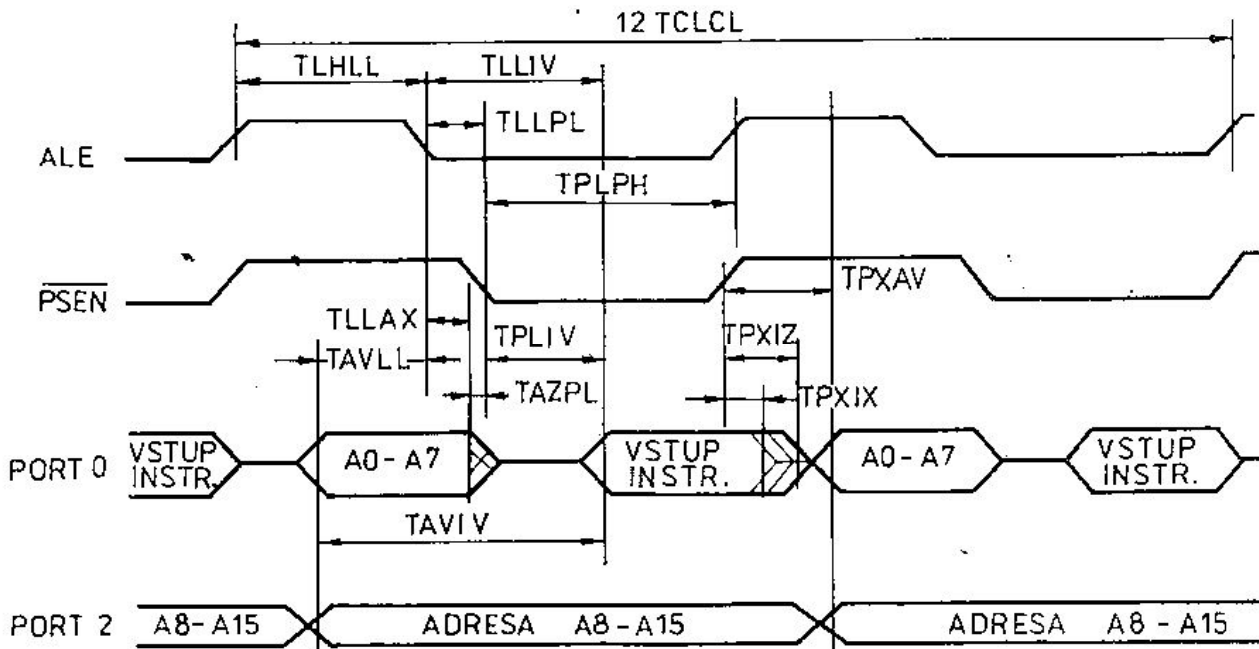 12 TCLCL
TLHLL TLLIV
TLLPL
ALE
TPLPH
PSEN
TPXAV
TLLAX TPLIV TPXIZ
TAVLL
TAZPL TPXIX
PORT 0 VSTUP INSTR. A0-A7 VSTUP INSTR. A0-A7 VSTUP INSTR.
TAVIV
PORT 2 A8-A15 ADRESA A8-A15 ADRESA A8-A15